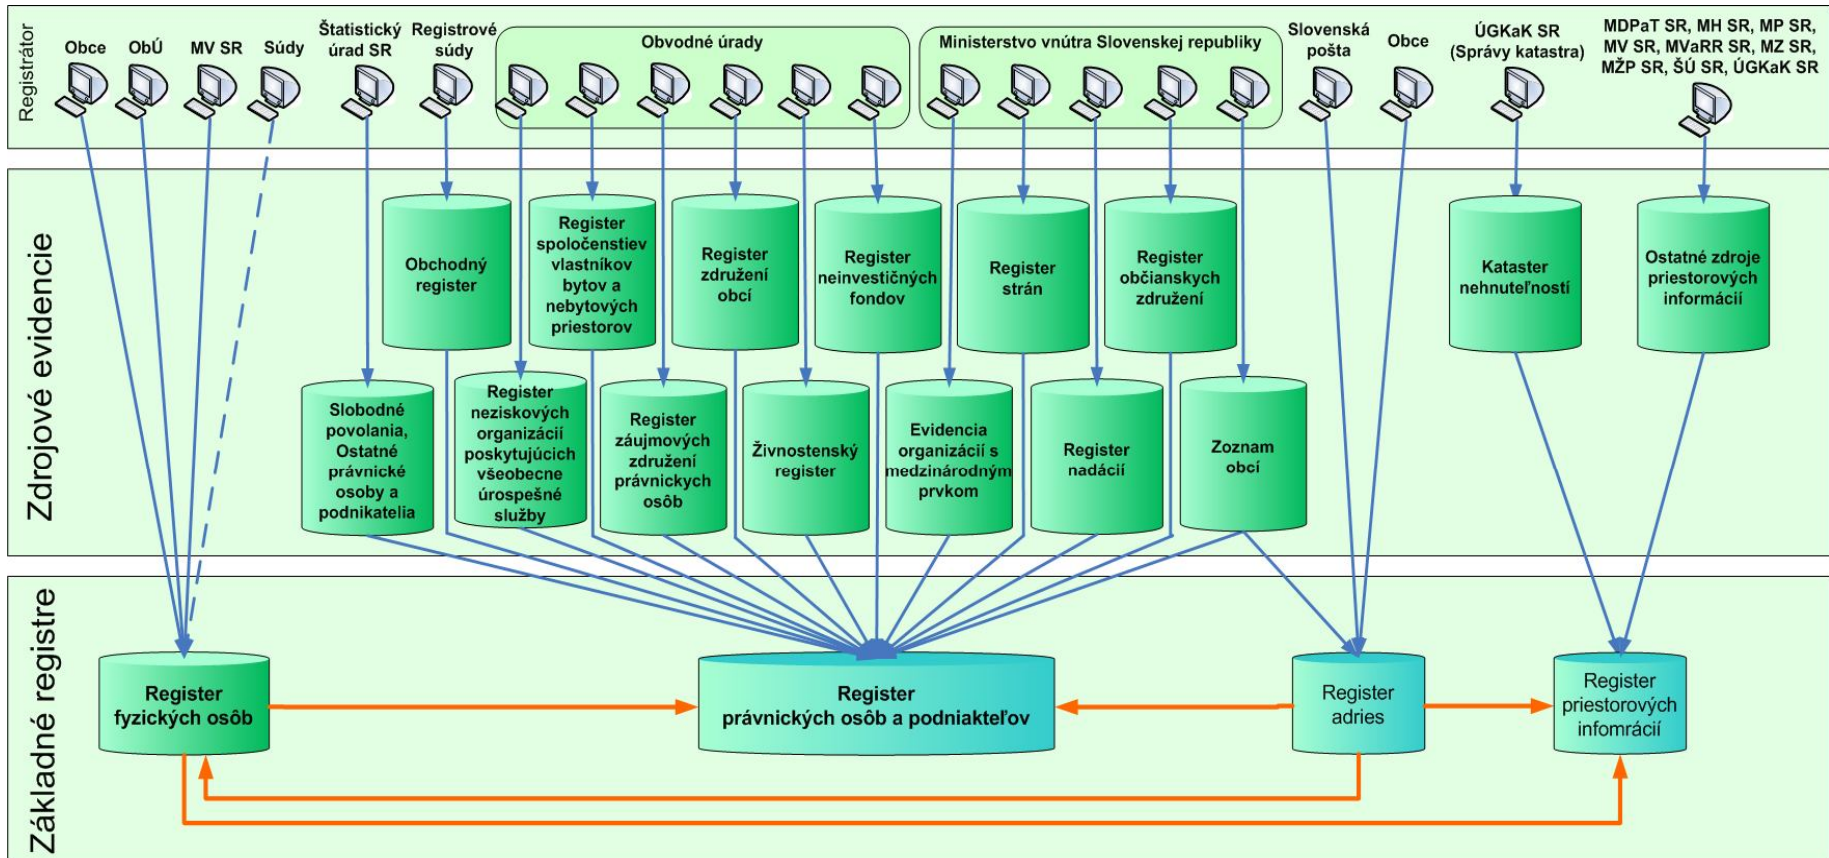 Registrátor
Obce
ObÚ
MV SR
Súdy
Štatistický
úrad SR
Registrové
súdy
Obvodné úrady
Ministerstvo vnútra Slovenskej republiky
Slovenská
pošta
Obce
ÚGKaK SR
(Správy katastra)
MDPaT SR, MH SR, MP SR,
MV SR, MVaRR SR, MZ SR,
MŽP SR, ŠÚ SR, ÚGKaK SR
Zdrojové evidencie
Obchodný
register
Register
spoločenstiev
vlastníkov
bytov a
nebytových
priestorov
Register
združení
obcí
Register
neinvestičných
fondov
Register
strán
Register
občianskych
združení
Kataster
nehnuteľností
Ostatné zdroje
priestorových
informácií
Slobodné
povolania,
Ostatné
právnické
osoby a
podnikatelia
Register
neziskových
organizácií
poskytujúcich
všeobecne
úrospešné
služby
Register
záujmových
združení
právnickych
osôb
Živnostenský
register
Evidencia
organizácií s
medzinárodným
prvkom
Register
nadácií
Zoznam
obcí
Základné registre
Register
fyzických osôb
Register
právnických osôb a podniakteľov
Register
adries
Register
priestorových
infomrácií